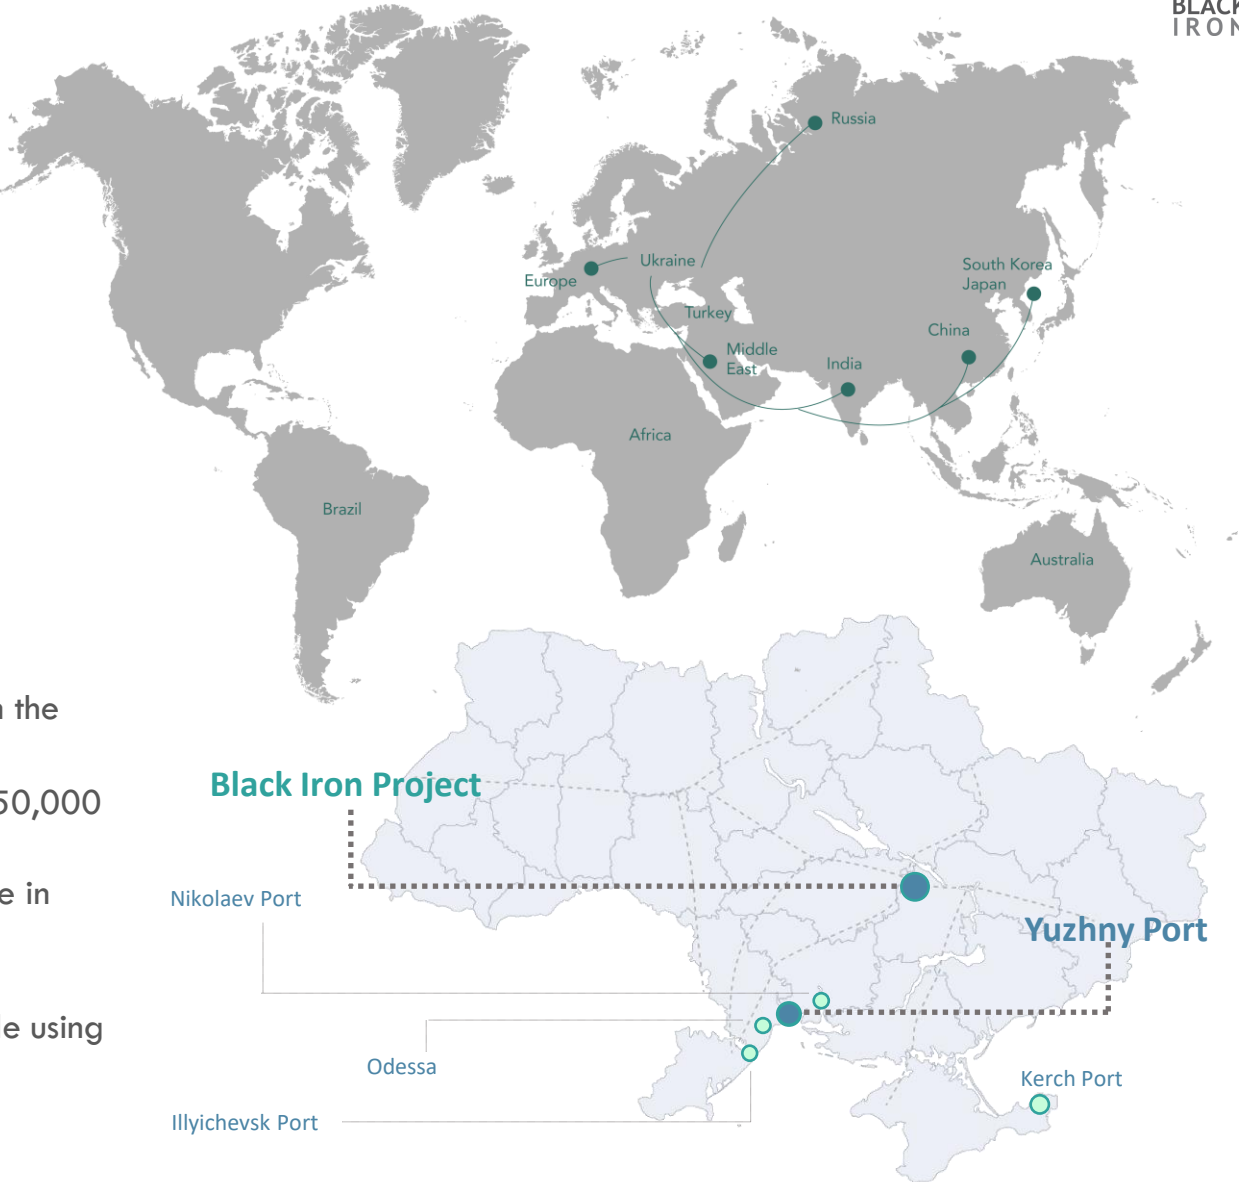 BLACK
IRON
Russia
Ukraine
Europe
South Korea
Japan
Turkey
China
Middle
East
India
Africa
Brazil
Australia
the
Black Iron Project
50,000
e in
Nikolaev Port
Yuzhny Port
using
Odessa
Kerch Port
Illyichevsk Port